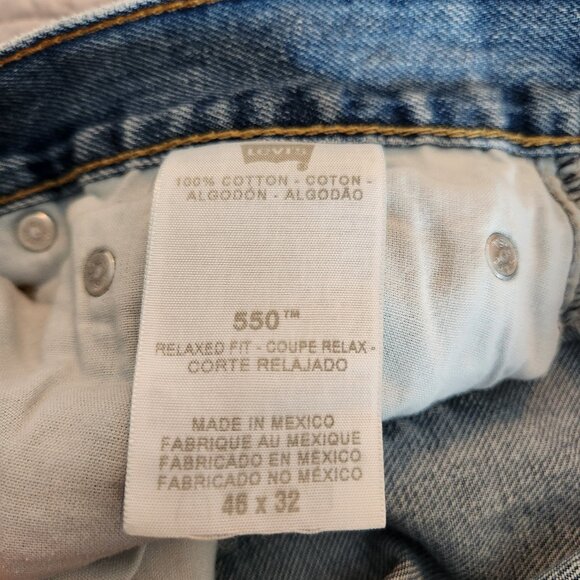 Levi's
100% COTTON - COTON -
ALGODÓN - ALGODÃO
550™
RELAXED FIT - COUPE RELAX -
CORTE RELAJADO
MADE IN MEXICO
FABRIQUE AU MEXIQUE
FABRICADO EN MÉXICO
FABRICADO NO MÉXICO
46 x 32